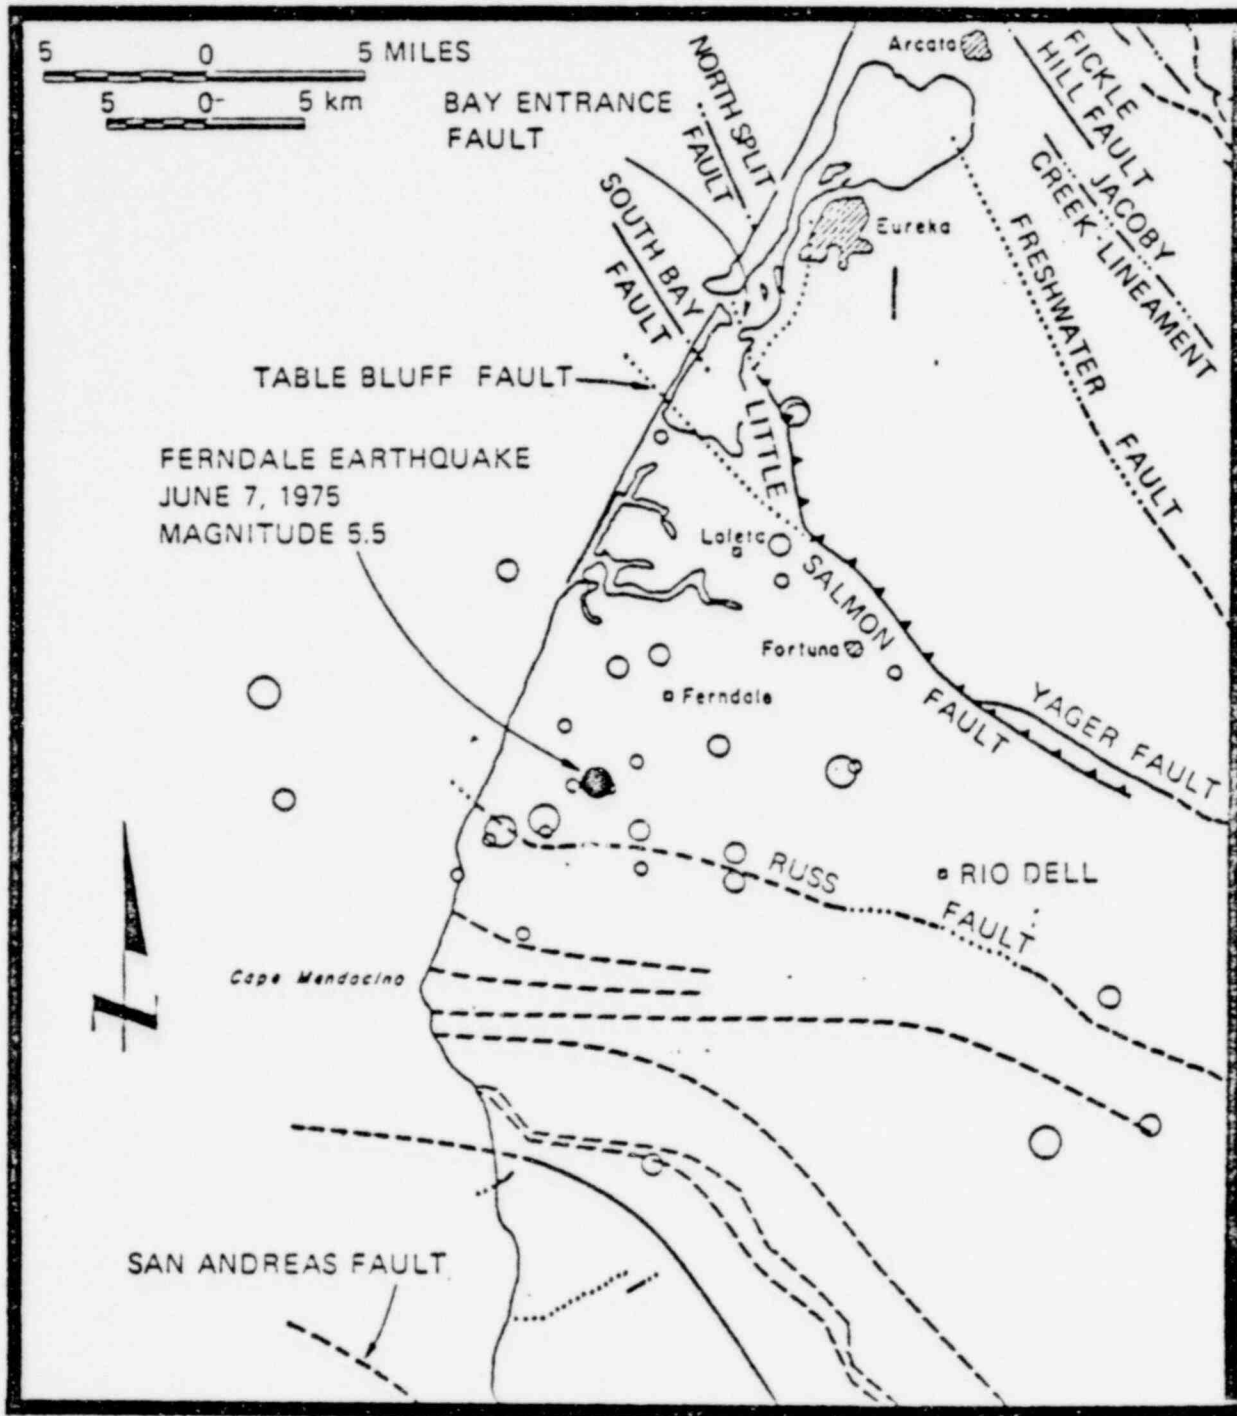 5 0 5 MILES
5 0 5 km
BAY ENTRANCE
FAULT
NORTH SPLIT
FAULT
SOUTH BAY
FAULT
Arcata
FICKLE
HILL FAULT
JACOBY
CREEK LINEAMENT
Eureka
FRESHWATER
FAULT
TABLE BLUFF FAULT
FERNDALE EARTHQUAKE
JUNE 7, 1975
MAGNITUDE 5.5
LITTLE
SALMON
FAULT
Loleta
Fortuna
Ferndale
YAGER FAULT
RUSS
FAULT
RIO DELL
Cape Mendocino
N
SAN ANDREAS FAULT